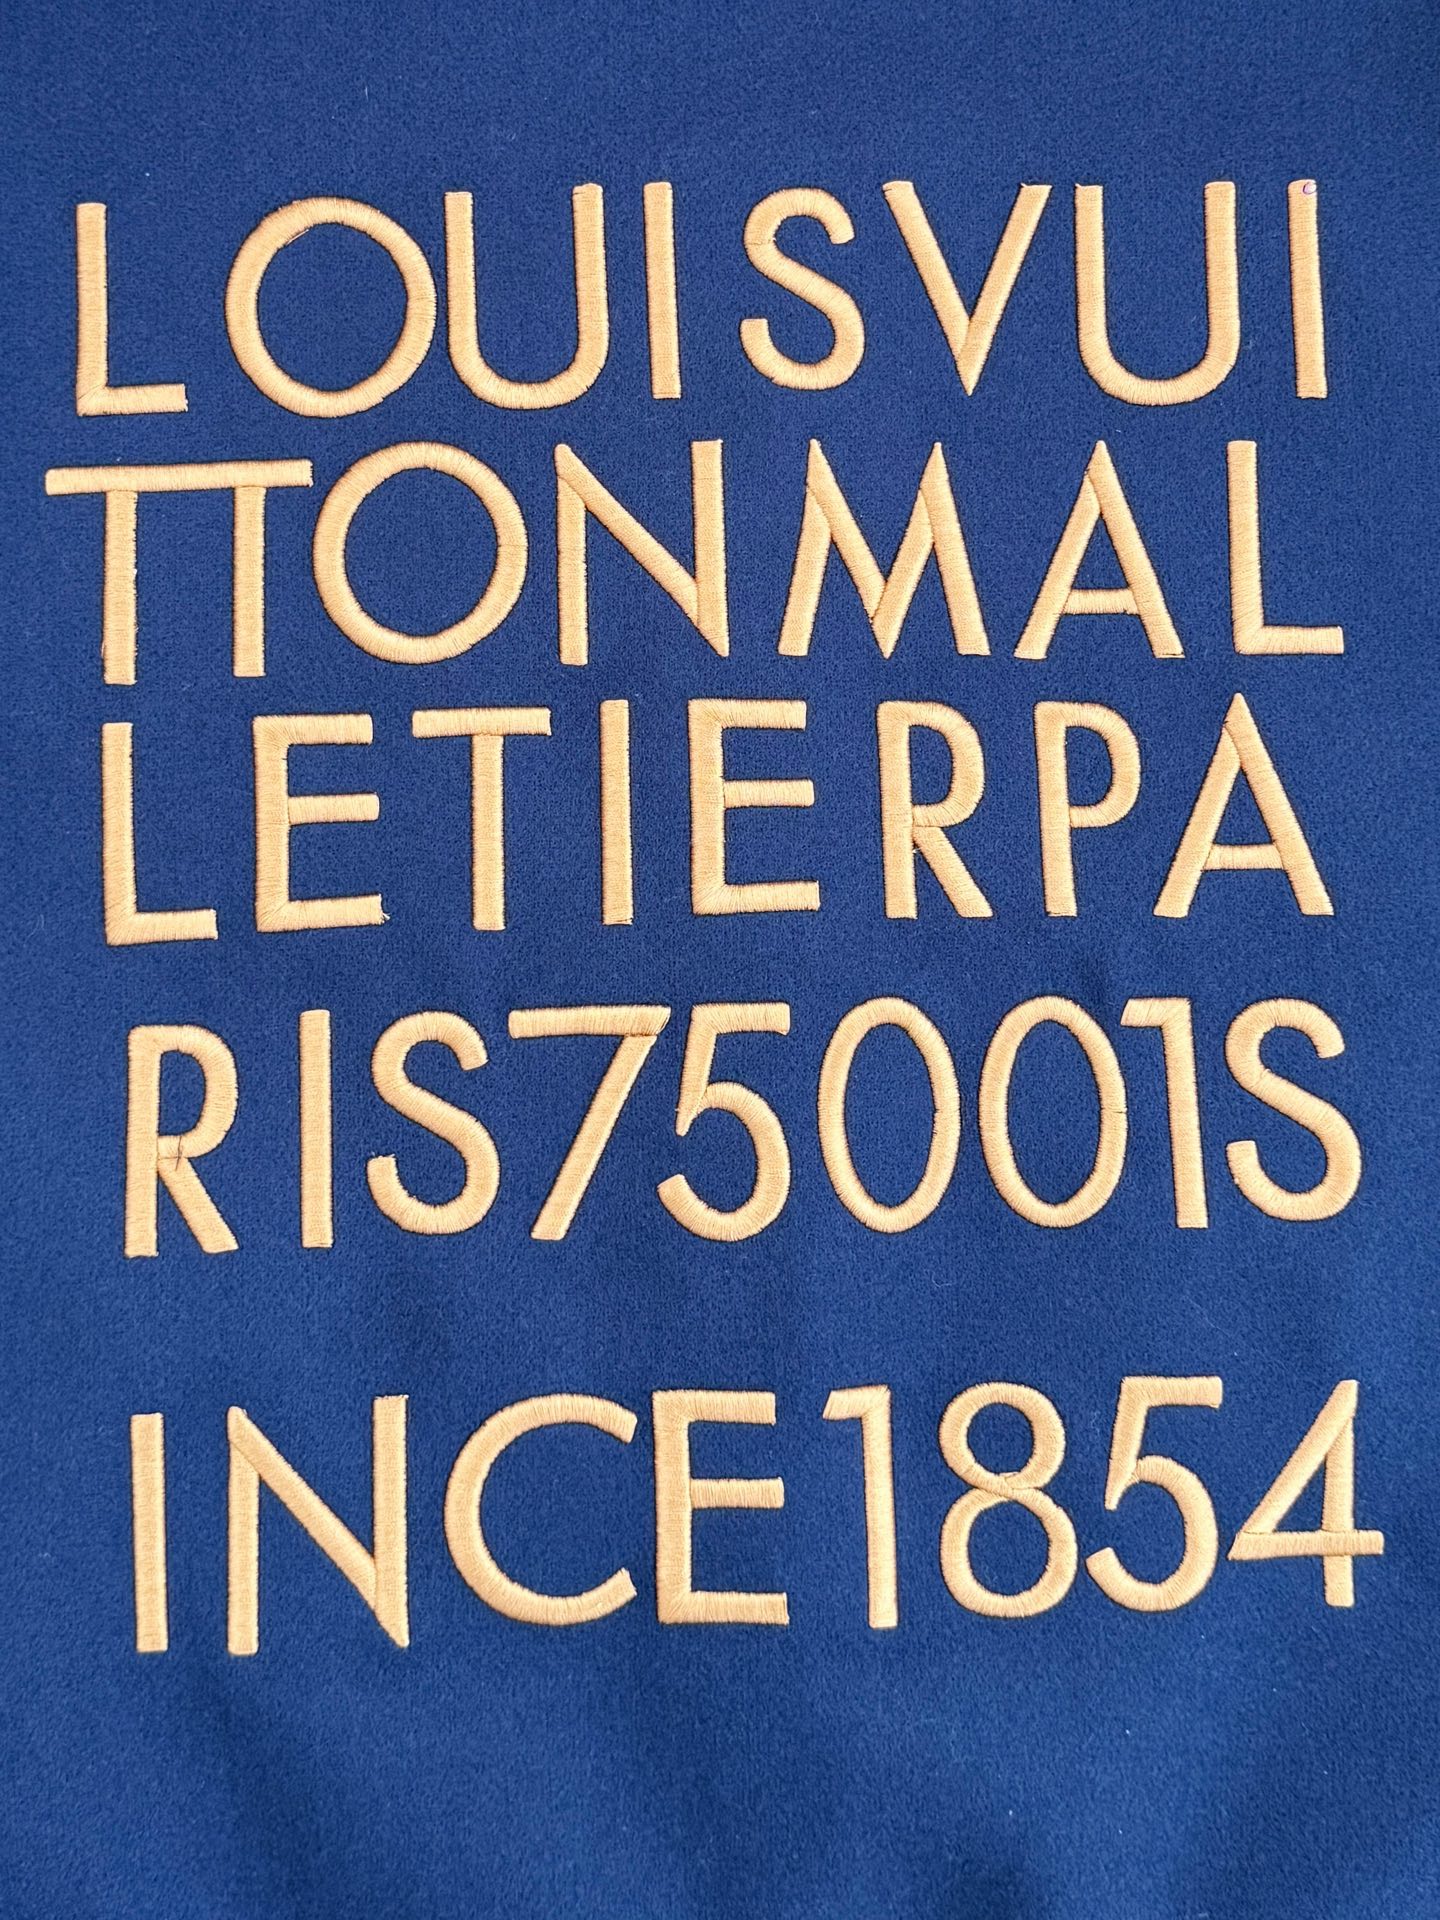 LOUISVUI
TTONMAL
LETIERPA
RIS75001S
INCE1854